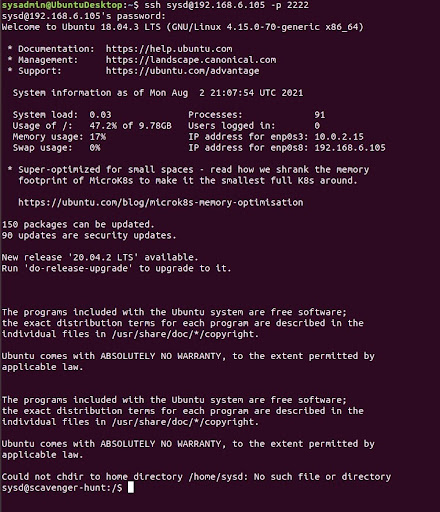 sysadmin@UbuntuDesktop:~$ ssh sysd@192.168.6.105 -p 2222
sysd@192.168.6.105's password:
Welcome to Ubuntu 18.04.3 LTS (GNU/Linux 4.15.0-70-generic x86_64)
* Documentation:  https://help.ubuntu.com
* Management:     https://landscape.canonical.com
* Support:        https://ubuntu.com/advantage
System information as of Mon Aug  2 21:07:54 UTC 2021
System load:  0.03              Processes:             91
Usage of /:   47.2% of 9.78GB   Users logged in:       0
Memory usage: 17%               IP address for enp0s3: 10.0.2.15
Swap usage:   0%                IP address for enp0s8: 192.168.6.105
* Super-optimized for small spaces - read how we shrank the memory
footprint of MicroK8s to make it the smallest full K8s around.
https://ubuntu.com/blog/microk8s-memory-optimisation
150 packages can be updated.
90 updates are security updates.
New release '20.04.2 LTS' available.
Run 'do-release-upgrade' to upgrade to it.
The programs included with the Ubuntu system are free software;
the exact distribution terms for each program are described in the
individual files in /usr/share/doc/*/copyright.
Ubuntu comes with ABSOLUTELY NO WARRANTY, to the extent permitted by
applicable law.
The programs included with the Ubuntu system are free software;
the exact distribution terms for each program are described in the
individual files in /usr/share/doc/*/copyright.
Ubuntu comes with ABSOLUTELY NO WARRANTY, to the extent permitted by
applicable law.
Could not chdir to home directory /home/sysd: No such file or directory
sysd@scavenger-hunt:/$